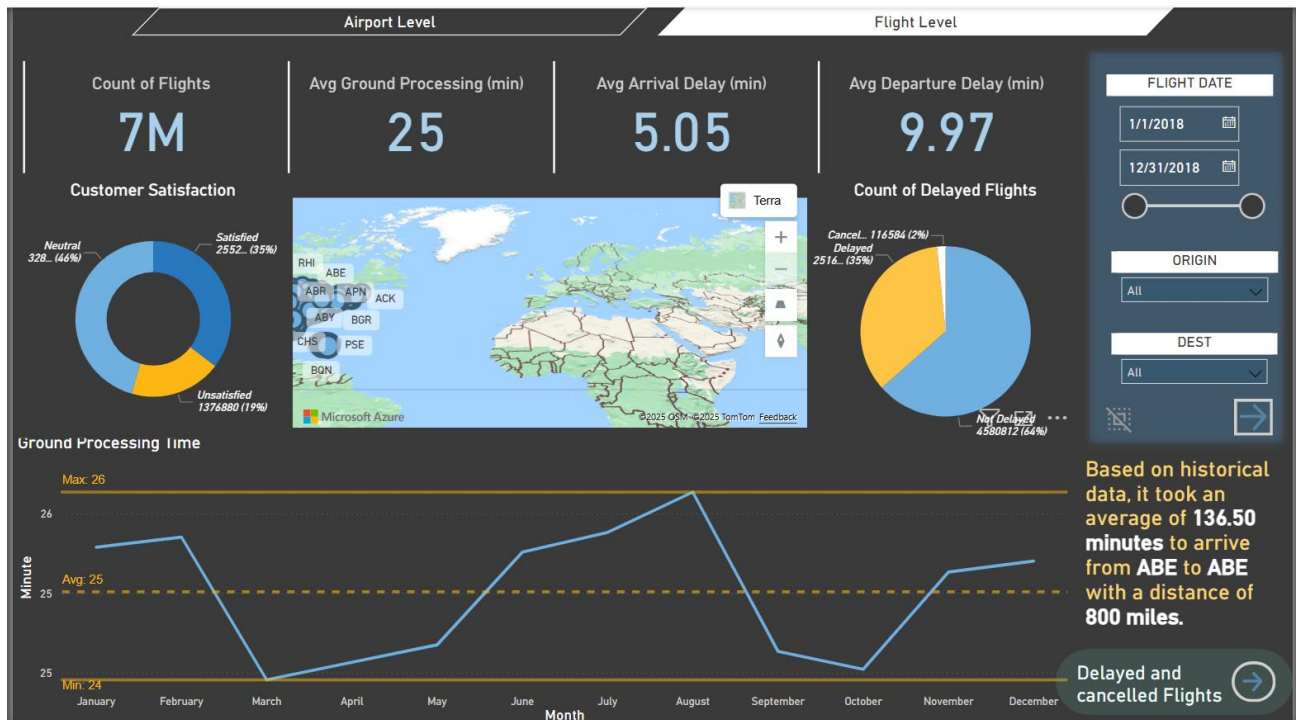 Airport Level
Flight Level
Count of Flights
7M
Avg Ground Processing (min)
25
Avg Arrival Delay (min)
5.05
Avg Departure Delay (min)
9.97
FLIGHT DATE
1/1/2018
12/31/2018
ORIGIN
All
DEST
All
Customer Satisfaction
Neutral
328... (46%)
Satisfied
2552... (35%)
Unsatisfied
1376880 (19%)
Terra
RHI
ABE
ABR
APN
ACK
ABY
BGR
CHS
PSE
BQN
Microsoft Azure
©2025 OSM ©2025 TomTom Feedback
Count of Delayed Flights
Cancel... 116584 (2%)
Delayed
2516... (35%)
Not Delayed
4580812 (64%)
Ground Processing Time
Max: 26
26
Avg: 25
25
25
Min: 24
Minute
January February March April May June July August September October November December
Month
Based on historical
data, it took an
average of 136.50
minutes to arrive
from ABE to ABE
with a distance of
800 miles.
Delayed and
cancelled Flights